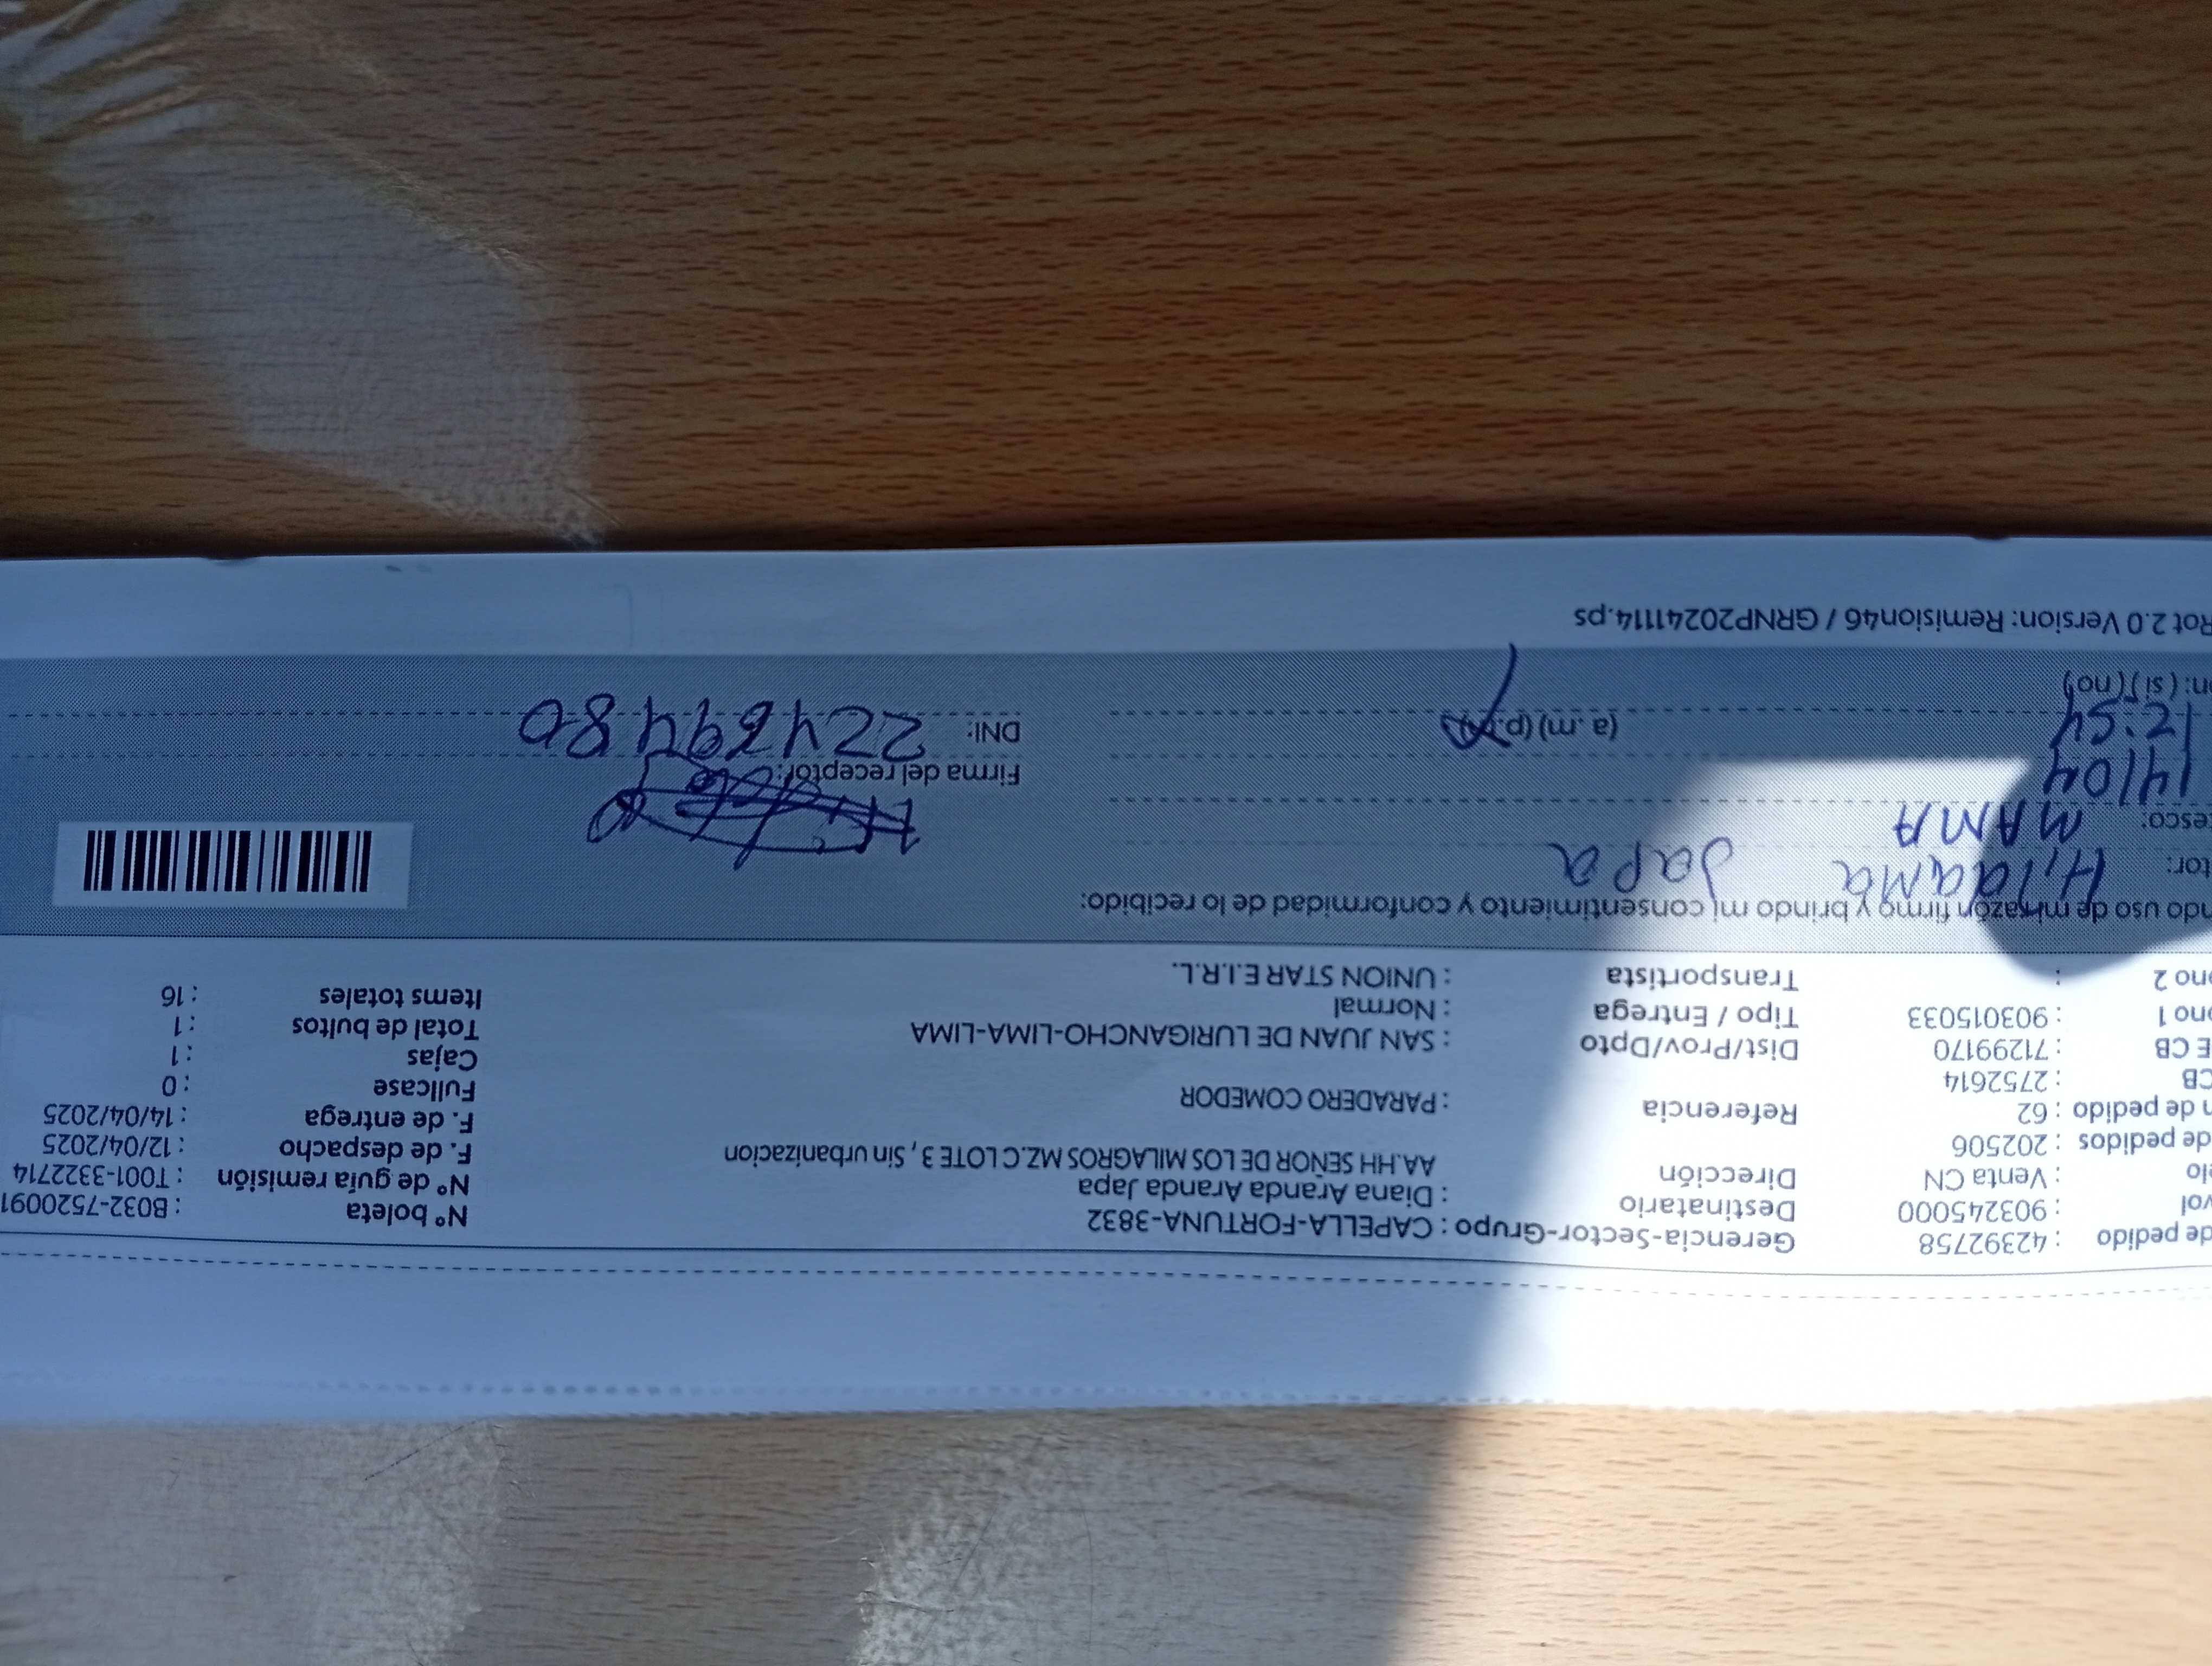 de pedido : 42392758 Gerencia-Sector-Grupo : CAPELLA-FORTUNA-3832 Nº boleta : B032-7520091
vol : 903245000 Destinatario : Diana Aranda Aranda Japa Nº de guía remisión : T001-3322714
lo : Venta CN Dirección AA.HH SEÑOR DE LOS MILAGROS MZ.C LOTE 3 , Sin urbanizacion F. de despacho : 12/04/2025
de pedidos : 202506 F. de entrega : 14/04/2025
n de pedido : 62 Referencia : PARADERO COMEDOR Fullcase : 0
CB : 2752614 Cajas : 1
E CB : 71299170 Dist/Prov/Dpto : SAN JUAN DE LURIGANCHO-LIMA-LIMA Total de bultos : 1
ono 1 : 903015033 Tipo / Entrega : Normal Items totales : 16
ono 2 : Transportista : UNION STAR E.I.R.L.
ndo uso de mi razón firmo y brindo mi consentimiento y conformidad de lo recibido:
tor: Japa
esco: MAMA
14/04 Firma del receptor:
12:54 (a. m) (p. DNI:
on: ( si ) ( no )
Rot 2.0 Version: Remision46 / GRNP20241114.ps